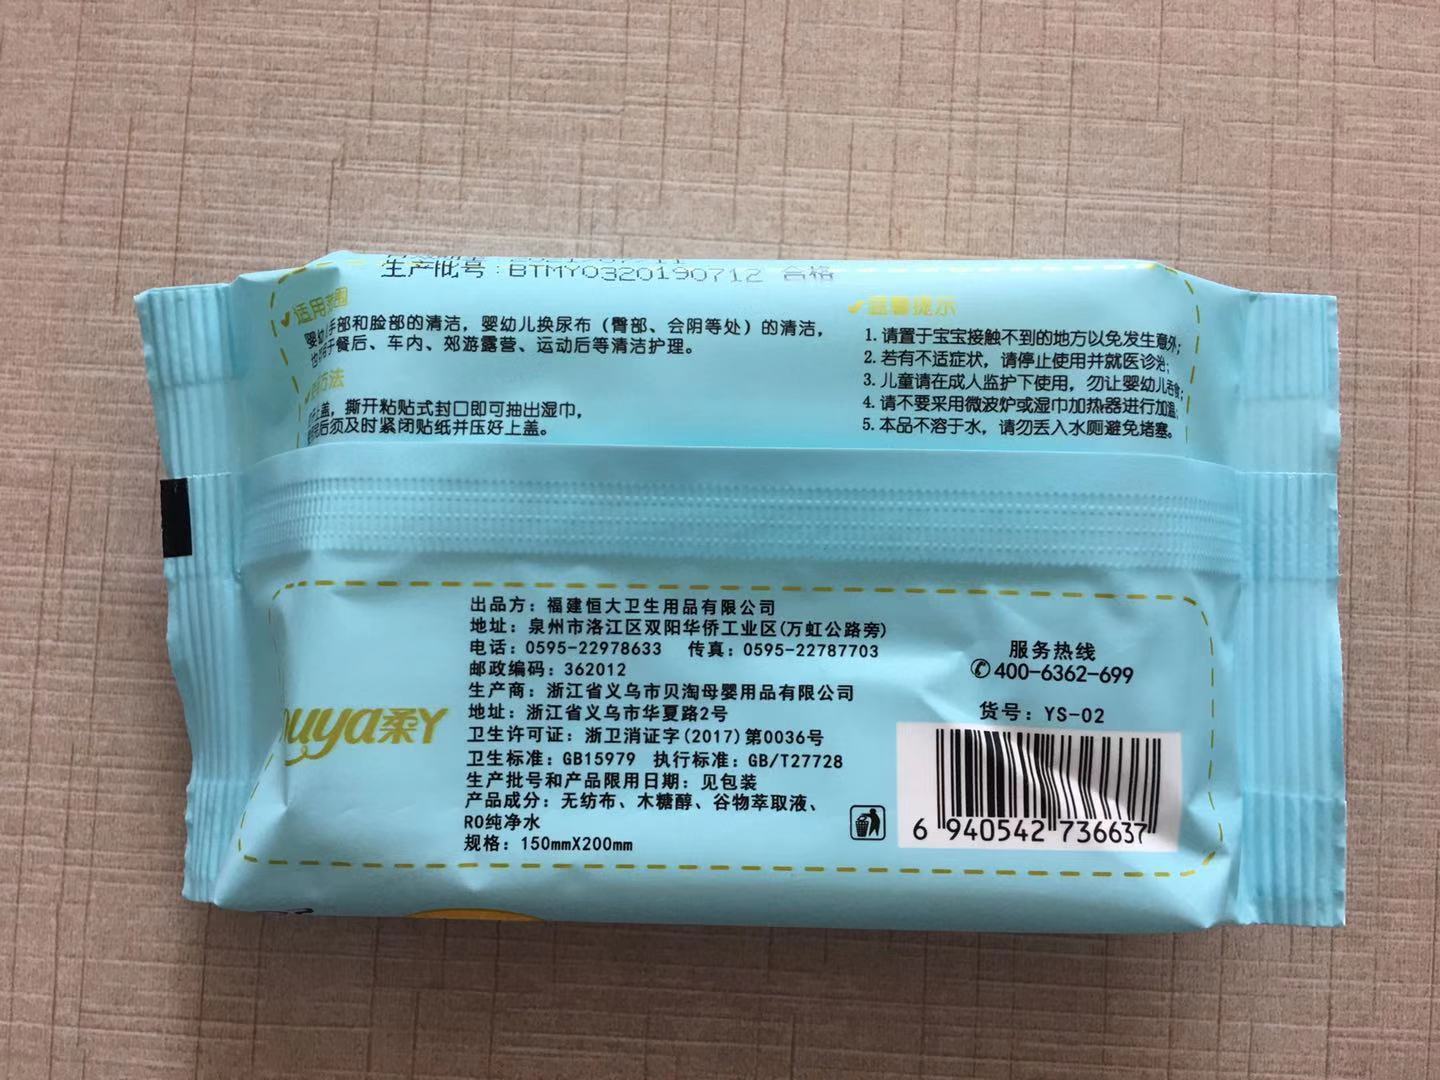 生产批号：BTMY0320190712 合格
适用范围
婴幼儿手部和脸部的清洁，婴幼儿换尿布（臀部、会阴等处）的清洁，
餐后、车内、郊游露营、运动后等清洁护理。
方法
上盖，撕开粘贴式封口即可抽出湿巾，
后须及时紧闭贴纸并压好上盖。
温馨提示
1. 请置于宝宝接触不到的地方以免发生意外；
2. 若有不适症状，请停止使用并就医诊治；
3. 儿童请在成人监护下使用，勿让婴幼儿吞食；
4. 请不要采用微波炉或湿巾加热器进行加温；
5. 本品不溶于水，请勿丢入水厕避免堵塞。
ouya柔丫
出品方：福建恒大卫生用品有限公司
地址：泉州市洛江区双阳华侨工业区(万虹公路旁)
电话：0595-22978633 传真：0595-22787703
邮政编码：362012
生产商：浙江省义乌市贝淘母婴用品有限公司
地址：浙江省义乌市华夏路2号
卫生许可证：浙卫消证字(2017)第0036号
卫生标准：GB15979 执行标准：GB/T27728
生产批号和产品限用日期：见包装
产品成分：无纺布、木糖醇、谷物萃取液、
RO纯净水
规格：150mmX200mm
服务热线
400-6362-699
货号：YS-02
6 940542 736637